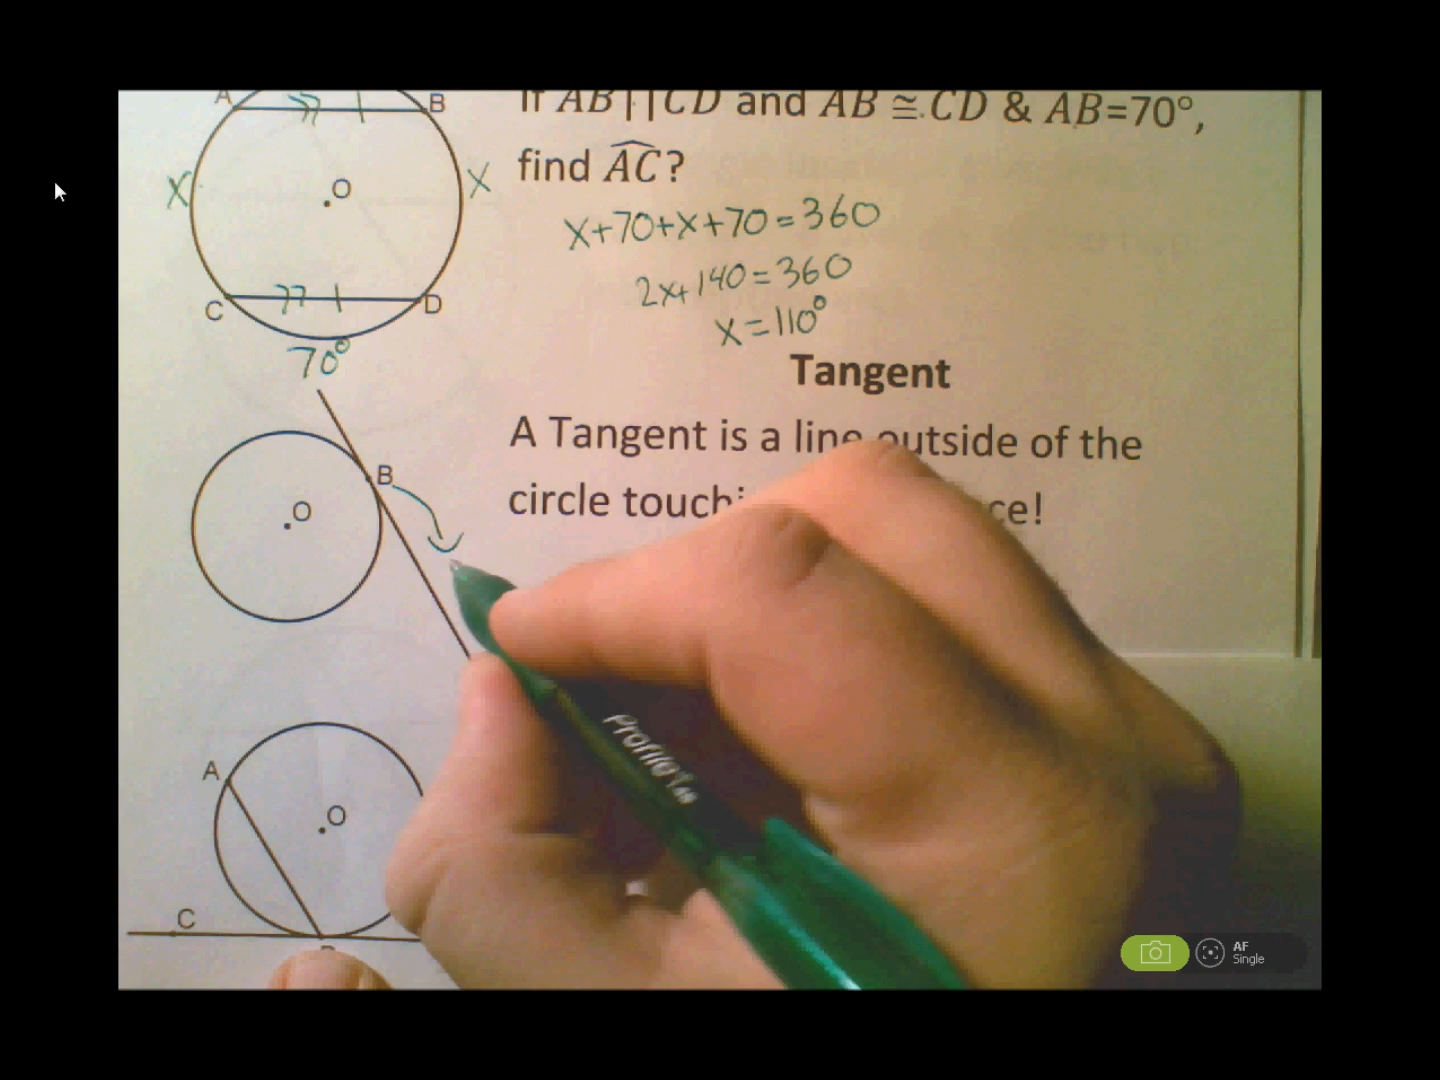 A
B
If AB||CD and AB ≅ CD & AB=70°,
find AC?
X
O
X
X+70+X+70=360
2x+140=360
X=110°
C
D
70°
Tangent
A Tangent is a line outside of the
circle
ce!
B
O
A
O
C
Profile
AF
Single